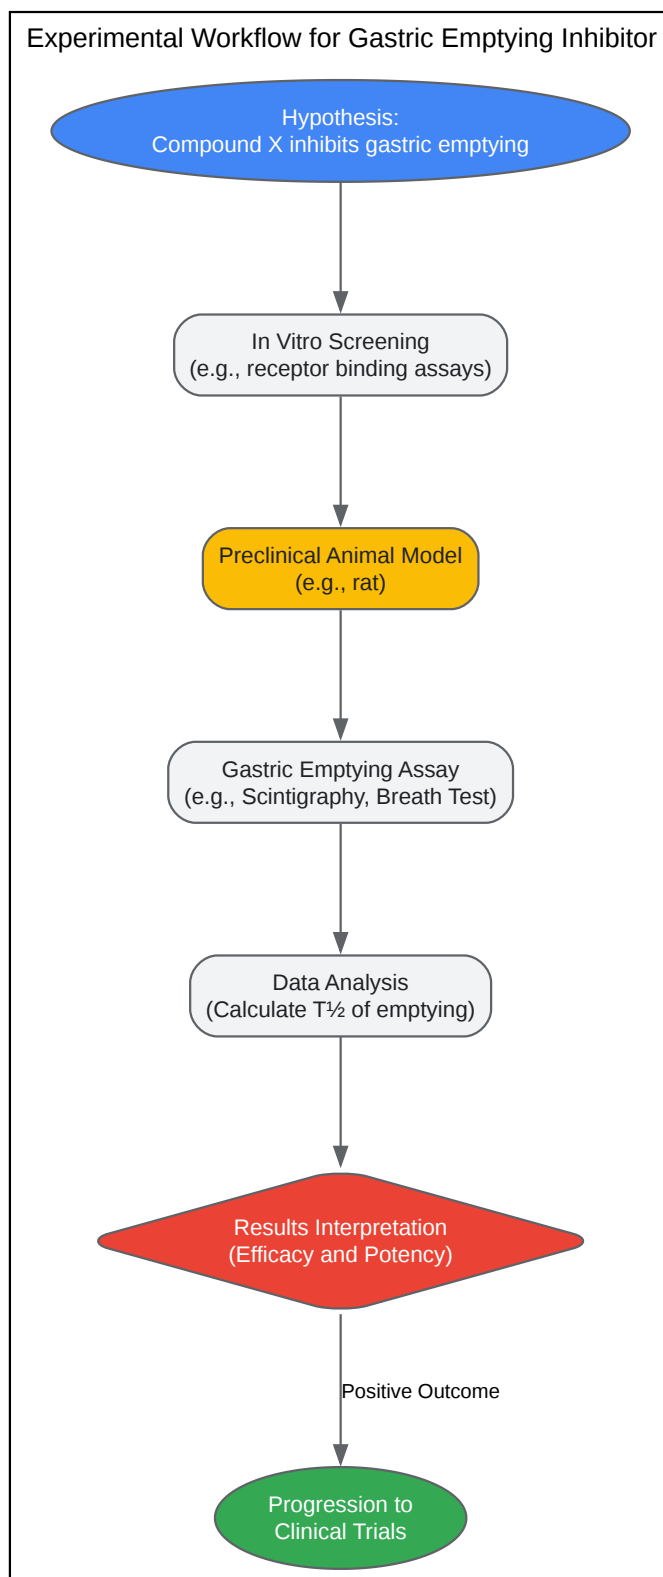 Experimental Workflow for Gastric Emptying Inhibitor
Hypothesis:
Compound X inhibits gastric emptying
In Vitro Screening
(e.g., receptor binding assays)
Preclinical Animal Model
(e.g., rat)
Gastric Emptying Assay
(e.g., Scintigraphy, Breath Test)
Data Analysis
(Calculate T½ of emptying)
Results Interpretation
(Efficacy and Potency)
Positive Outcome
Progression to
Clinical Trials